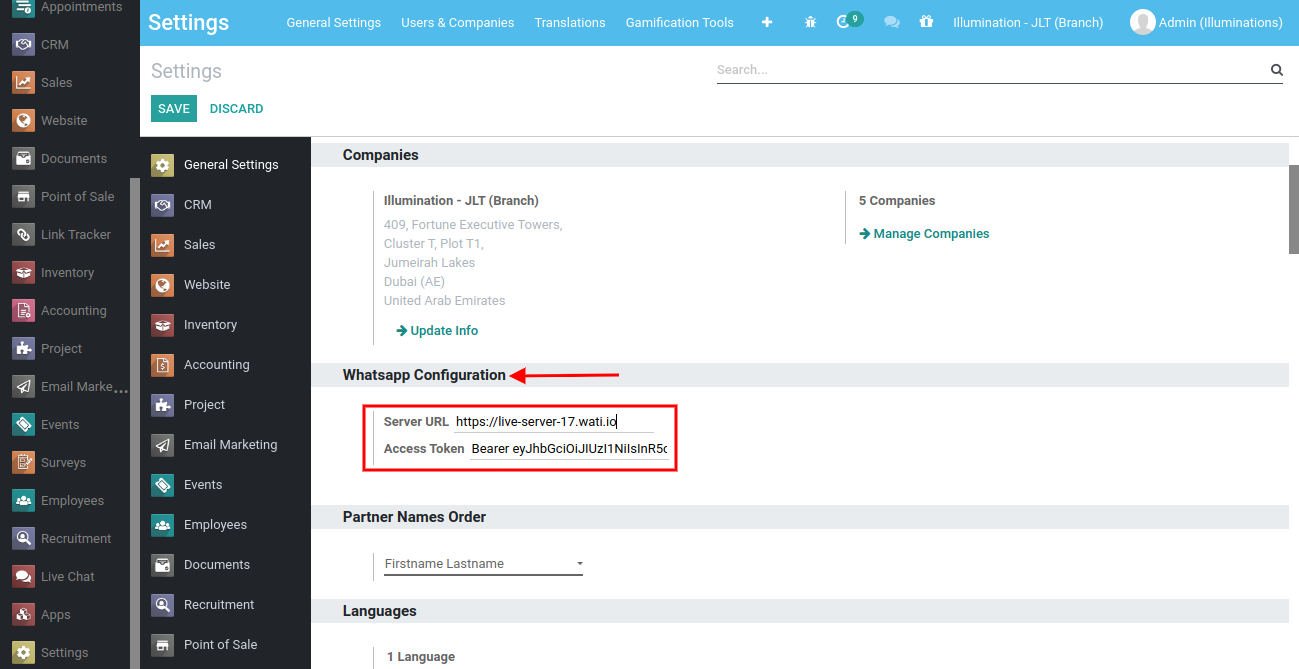 Appointments
CRM
Sales
Website
Documents
Point of Sale
Link Tracker
Inventory
Accounting
Project
Email Marke...
Events
Surveys
Employees
Recruitment
Live Chat
Apps
Settings
Settings General Settings Users & Companies Translations Gamification Tools 9 Illumination - JLT (Branch) Admin (Illuminations)
Settings
Search...
SAVE DISCARD
General Settings
CRM
Sales
Website
Inventory
Accounting
Project
Email Marketing
Events
Employees
Documents
Recruitment
Point of Sale
Companies
Illumination - JLT (Branch)
409, Fortune Executive Towers,
Cluster T, Plot T1,
Jumeirah Lakes
Dubai (AE)
United Arab Emirates
Update Info
5 Companies
Manage Companies
Whatsapp Configuration
Server URL https://live-server-17.wati.io
Access Token Bearer eyJhbGciOiJIUzI1NiIsInR5c
Partner Names Order
Firstname Lastname
Languages
1 Language